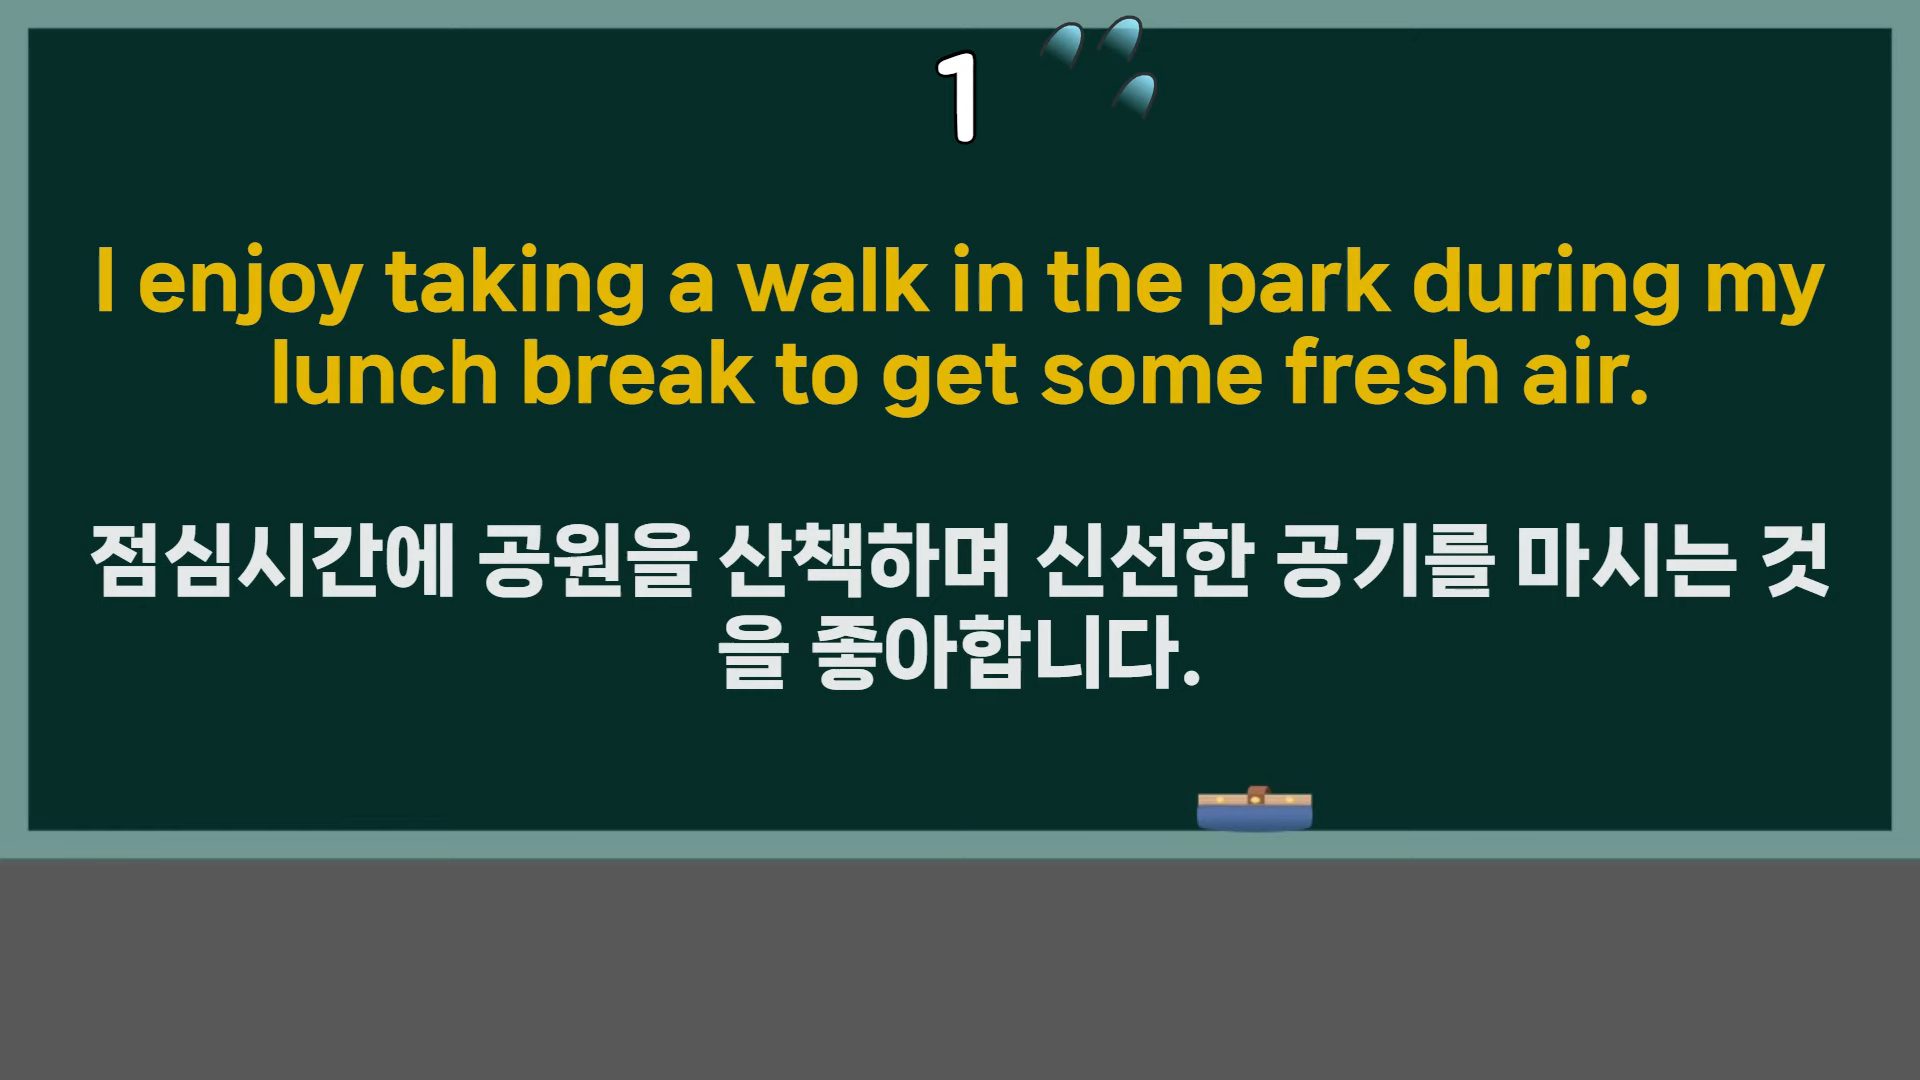 1
I enjoy taking a walk in the park during my
lunch break to get some fresh air.
점심시간에 공원을 산책하며 신선한 공기를 마시는 것
을 좋아합니다.